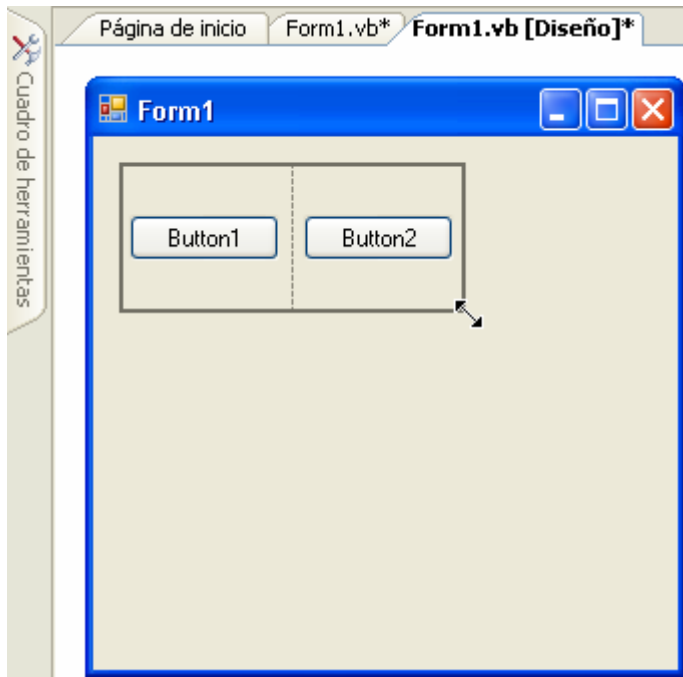 Página de inicio
Form1.vb*
Form1.vb [Diseño]*
Cuadro de herramientas
Form1
Button1
Button2